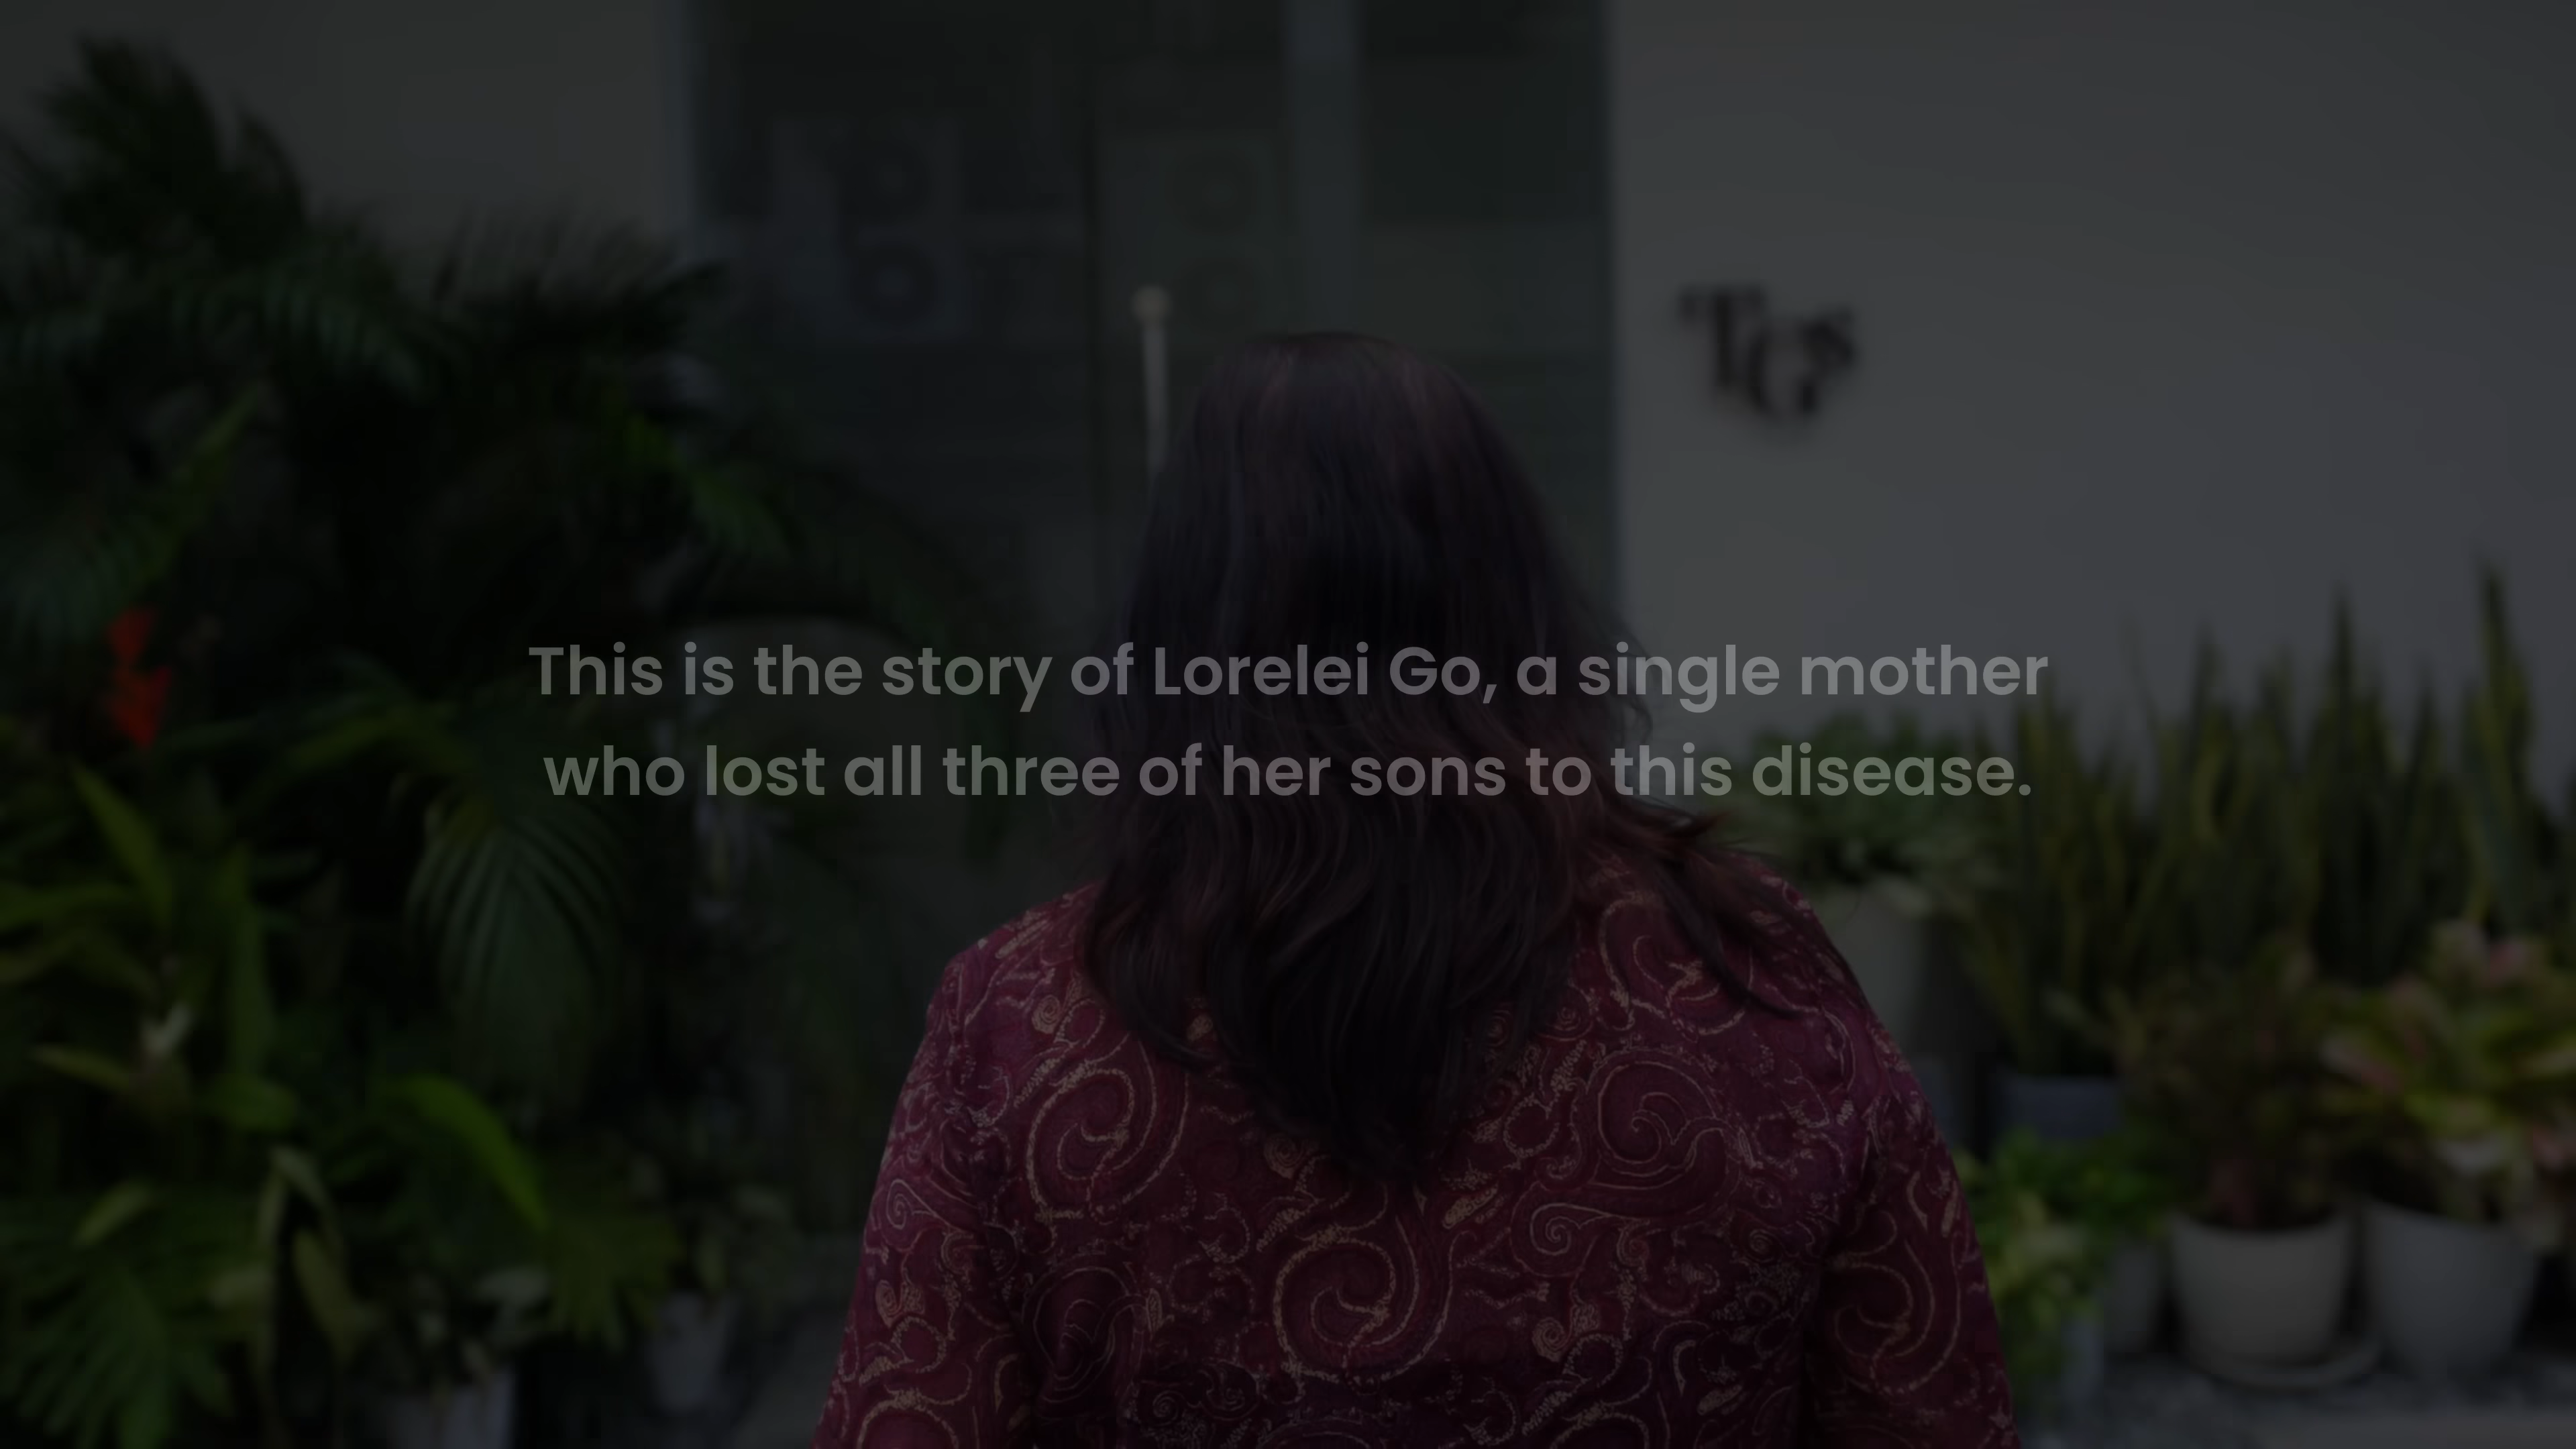 TGS
This is the story of Lorelei Go, a single mother
who lost all three of her sons to this disease.